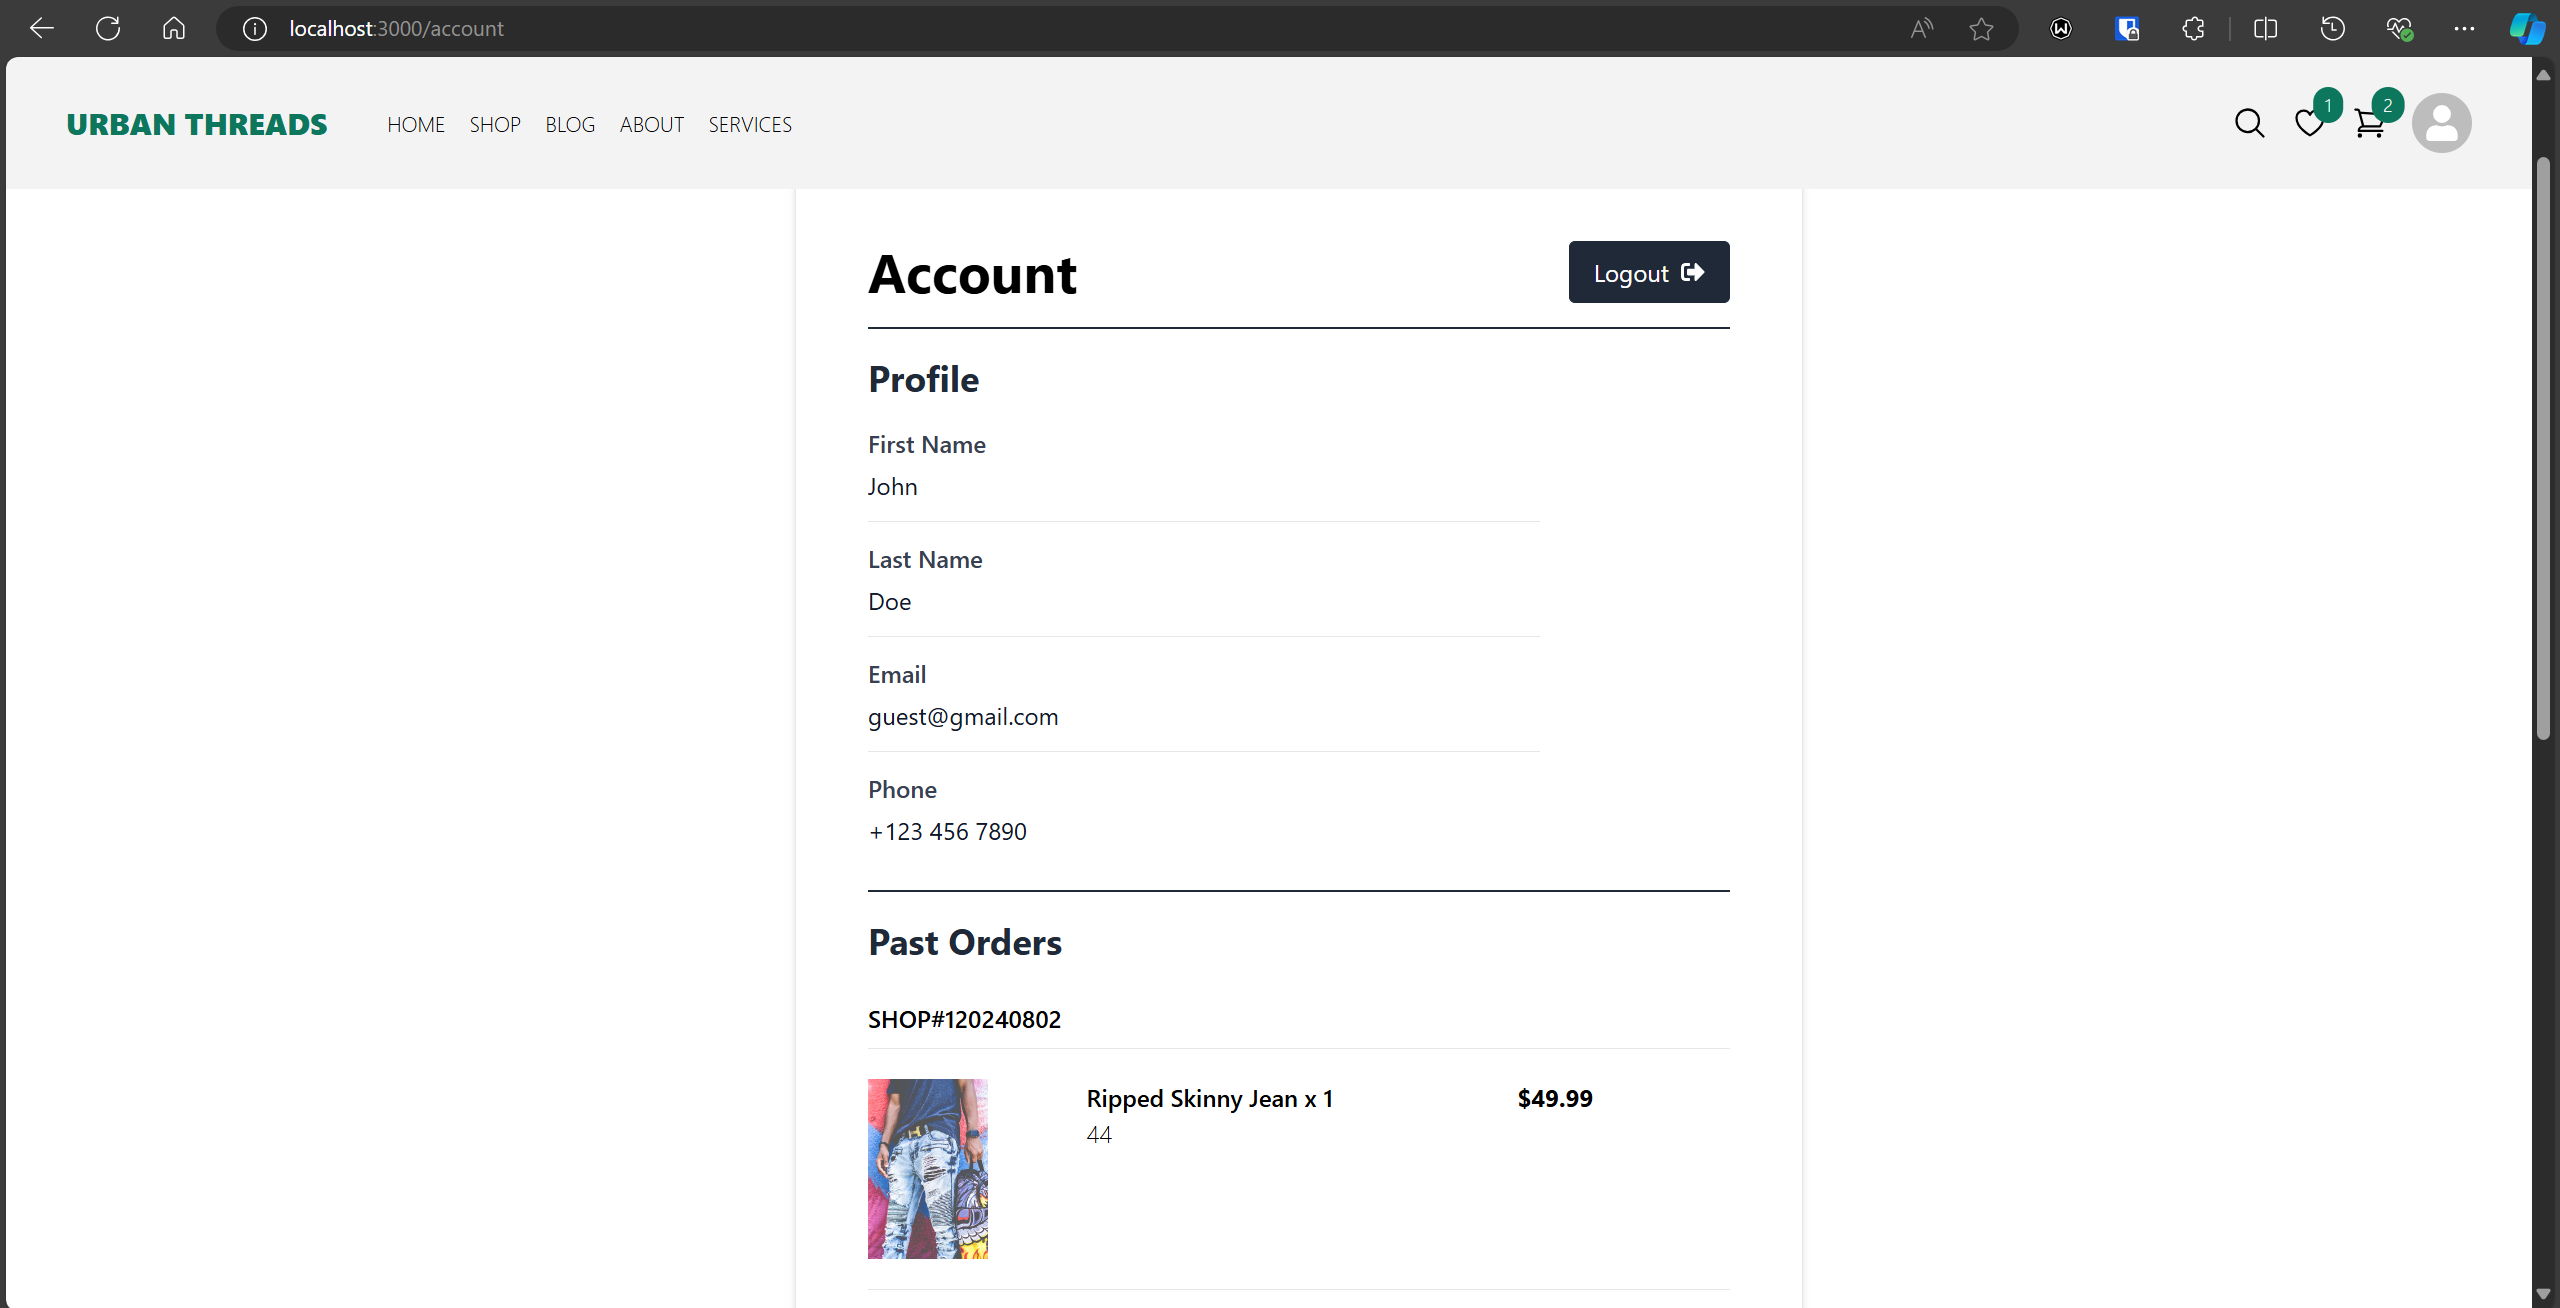 localhost:3000/account
URBAN THREADS HOME SHOP BLOG ABOUT SERVICES 1 2
Account Logout
Profile
First Name
John
Last Name
Doe
Email
guest@gmail.com
Phone
+123 456 7890
Past Orders
SHOP#120240802
Ripped Skinny Jean x 1 $49.99
44